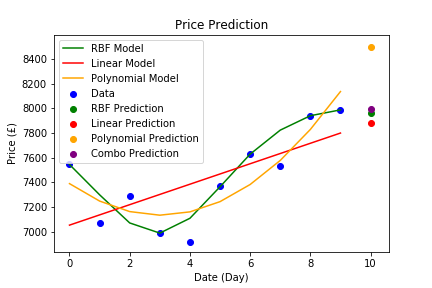 Price Prediction
Price (£)
8400
8200
8000
7800
7600
7400
7200
7000
RBF Model
Linear Model
Polynomial Model
Data
RBF Prediction
Linear Prediction
Polynomial Prediction
Combo Prediction
0 2 4 6 8 10
Date (Day)